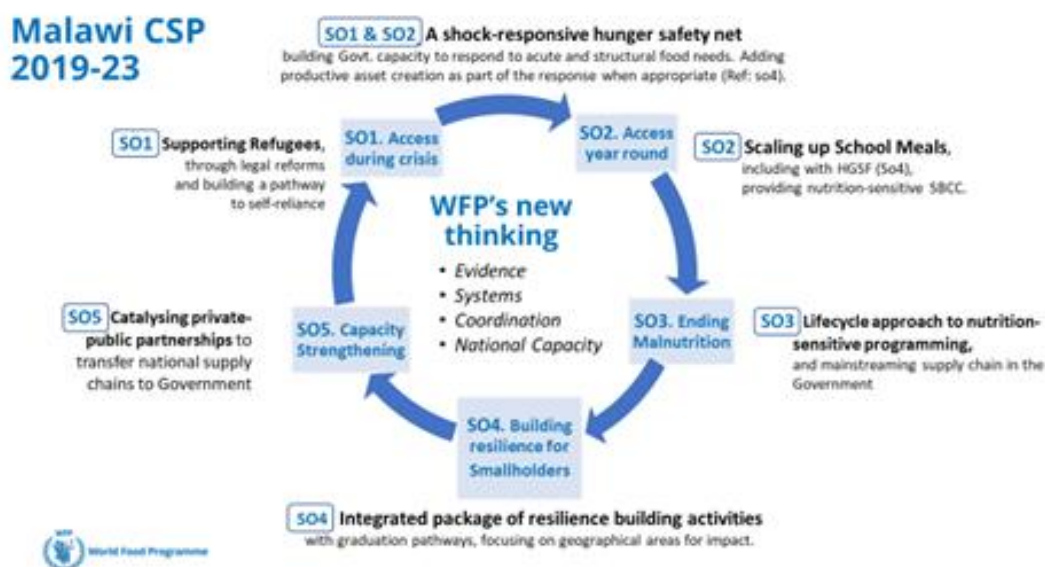 Malawi CSP
2019-23
SO1 & SO2 A shock-responsive hunger safety net
building Govt. capacity to respond to acute and structural food needs. Adding
productive asset creation as part of the response when appropriate (Ref: so4).
SO1. Access
during crisis
SO2. Access
year round
SO1 Supporting Refugees,
through legal reforms
and building a pathway
to self-reliance
SO2 Scaling up School Meals,
including with HGSF (So4),
providing nutrition-sensitive SBCC.
WFP's new
thinking
• Evidence
• Systems
• Coordination
• National Capacity
SO5 Catalysing private-
public partnerships to
transfer national supply
chains to Government
SO5. Capacity
Strengthening
SO3. Ending
Malnutrition
SO3 Lifecycle approach to nutrition-
sensitive programming,
and mainstreaming supply chain in the
Government
SO4. Building
resilience for
Smallholders
SO4 Integrated package of resilience building activities
with graduation pathways, focusing on geographical areas for impact.
WFP
World Food Programme